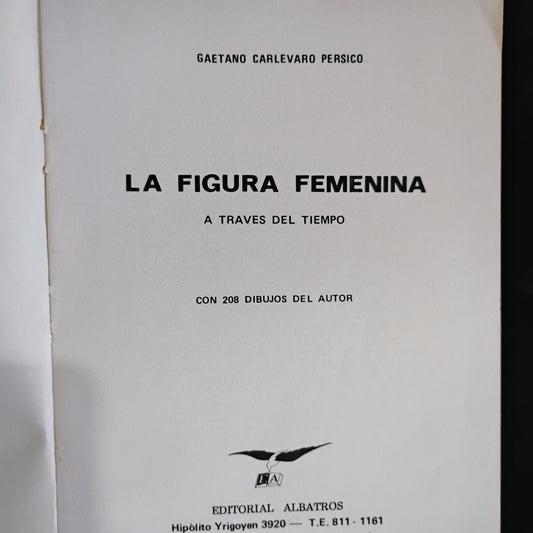 GAETANO CARLEVARO PERSICO
LA FIGURA FEMENINA
A TRAVES DEL TIEMPO
CON 208 DIBUJOS DEL AUTOR
EA
EDITORIAL ALBATROS
Hipólito Yrigoyen 3920 — T.E. 811 - 1161